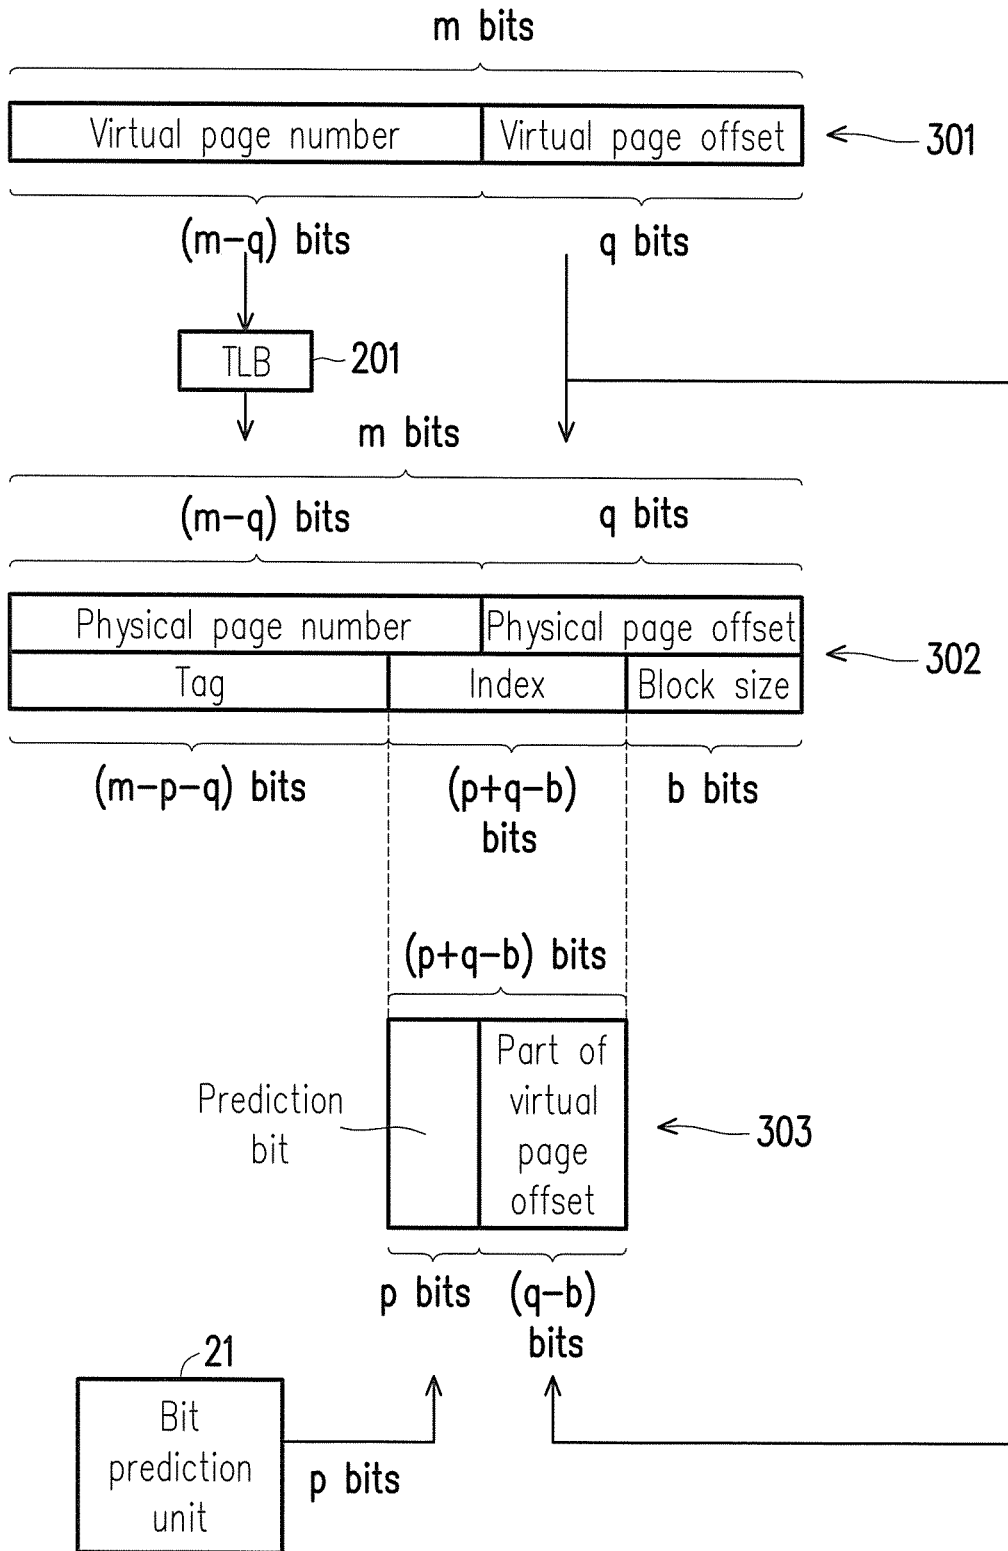 m bits
Virtual page number Virtual page offset 301
(m-q) bits q bits
TLB 201
m bits
(m-q) bits q bits
Physical page number Physical page offset
302
Tag Index Block size
(m-p-q) bits (p+q-b) b bits
bits
(p+q-b) bits
Part of
Prediction virtual 303
bit page
offset
p bits (q-b)
bits
21
Bit
prediction p bits
unit